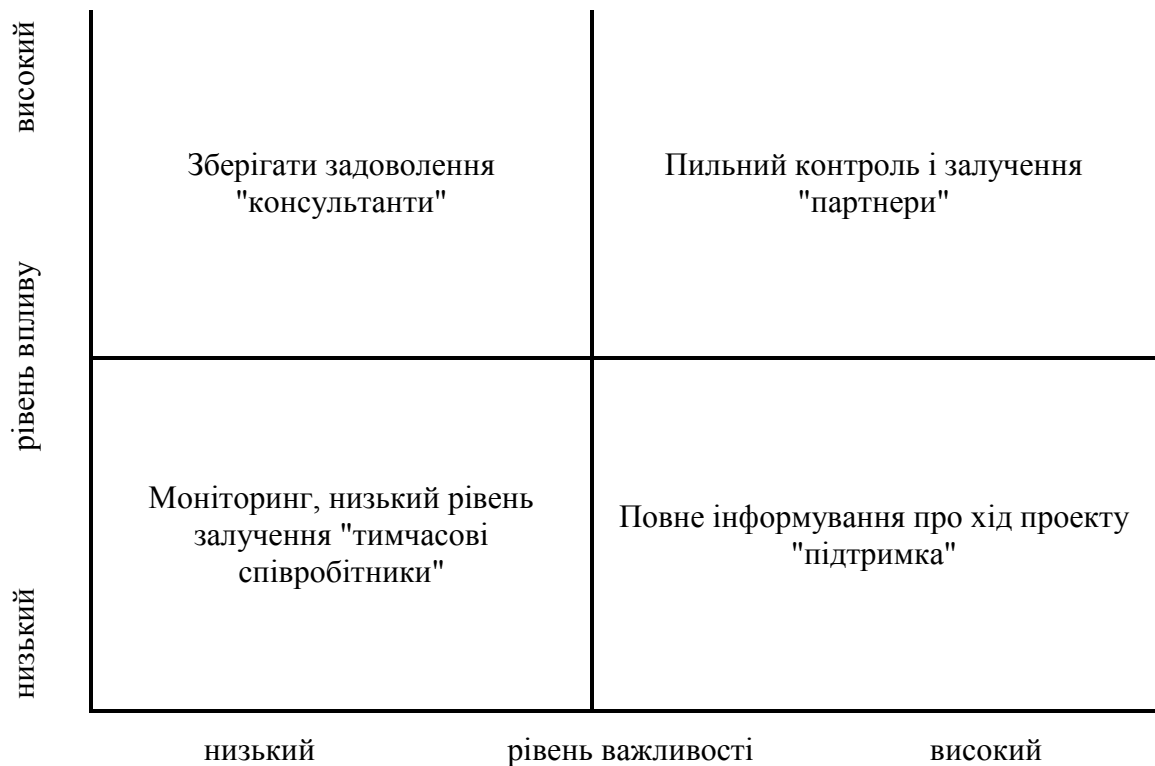 високий
рівень впливу
низький
Зберігати задоволення
"консультанти"
Пильний контроль і залучення
"партнери"
Моніторинг, низький рівень
залучення "тимчасові
співробітники"
Повне інформування про хід проекту
"підтримка"
низький
рівень важливості
високий